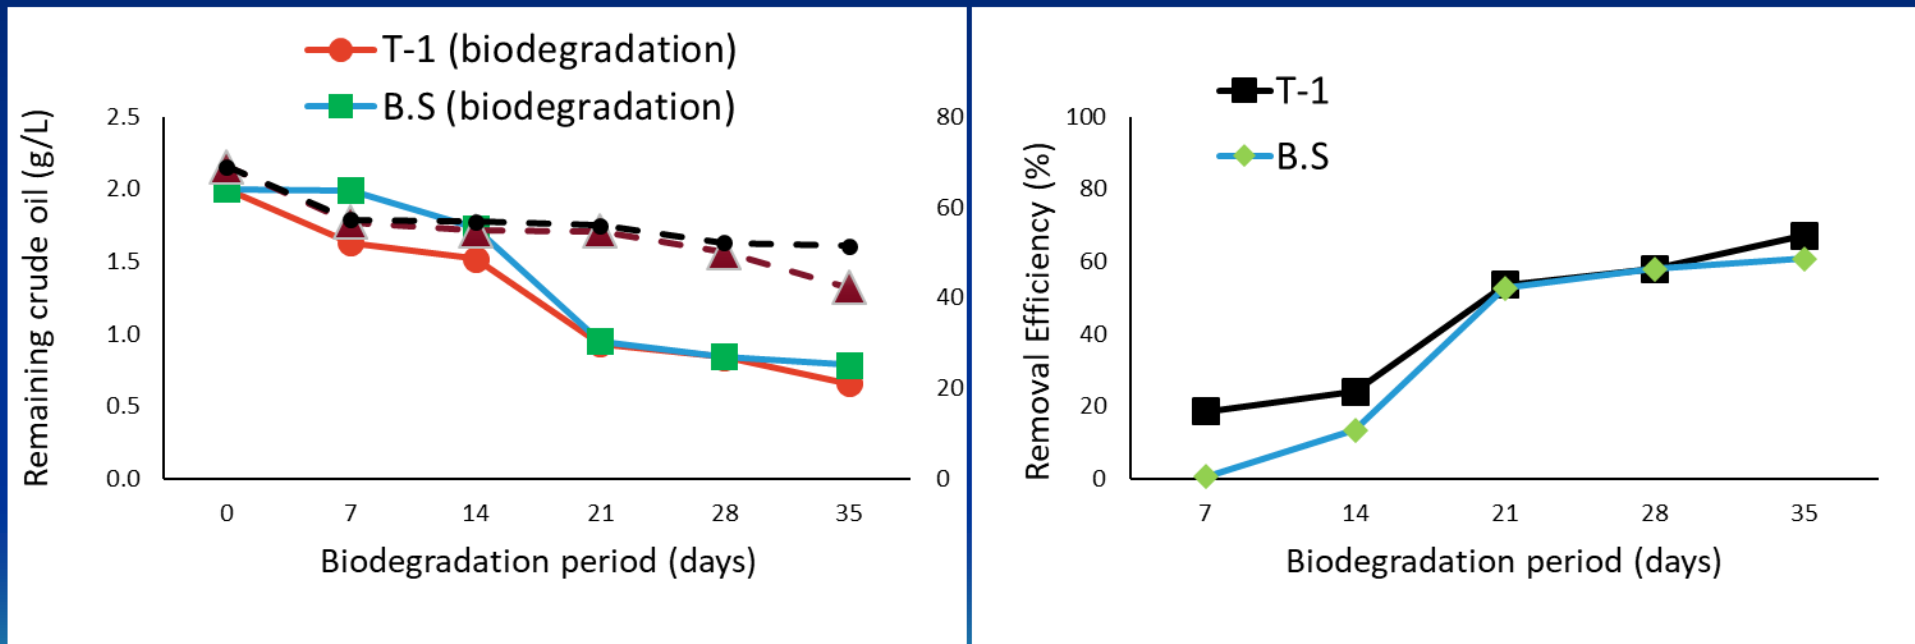 T-1 (biodegradation)
B.S (biodegradation)
Remaining crude oil (g/L)
2.5
2.0
1.5
1.0
0.5
0.0
80
60
40
20
0
0 7 14 21 28 35
Biodegradation period (days)
T-1
B.S
Removal Efficiency (%)
100
80
60
40
20
0
7 14 21 28 35
Biodegradation period (days)